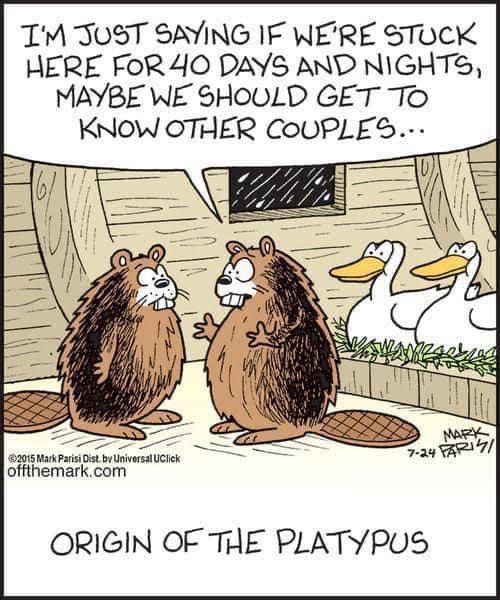 I'M JUST SAYING IF WE'RE STUCK
HERE FOR 40 DAYS AND NIGHTS,
MAYBE WE SHOULD GET TO
KNOW OTHER COUPLES...
©2015 Mark Parisi Dist. by Universal UClick
offthemark.com
MARK
7-24 PARISI
ORIGIN OF THE PLATYPUS